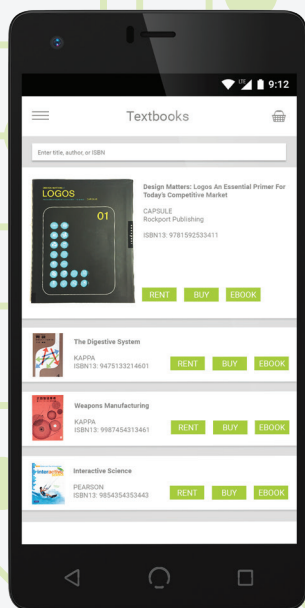 LTE 9:12
Textbooks
Enter title, author, or ISBN
LOGOS
01
Design Matters: Logos An Essential Primer For
Today's Competitive Market
CAPSULE
Rockport Publishing
ISBN13: 9781592533411
RENT BUY EBOOK
The Digestive System
KAPPA
ISBN13: 9475133214601
RENT BUY EBOOK
Weapons Manufacturing
KAPPA
ISBN13: 9987454313461
RENT BUY EBOOK
interactive
Interactive Science
PEARSON
ISBN13: 9854354353443
RENT BUY EBOOK